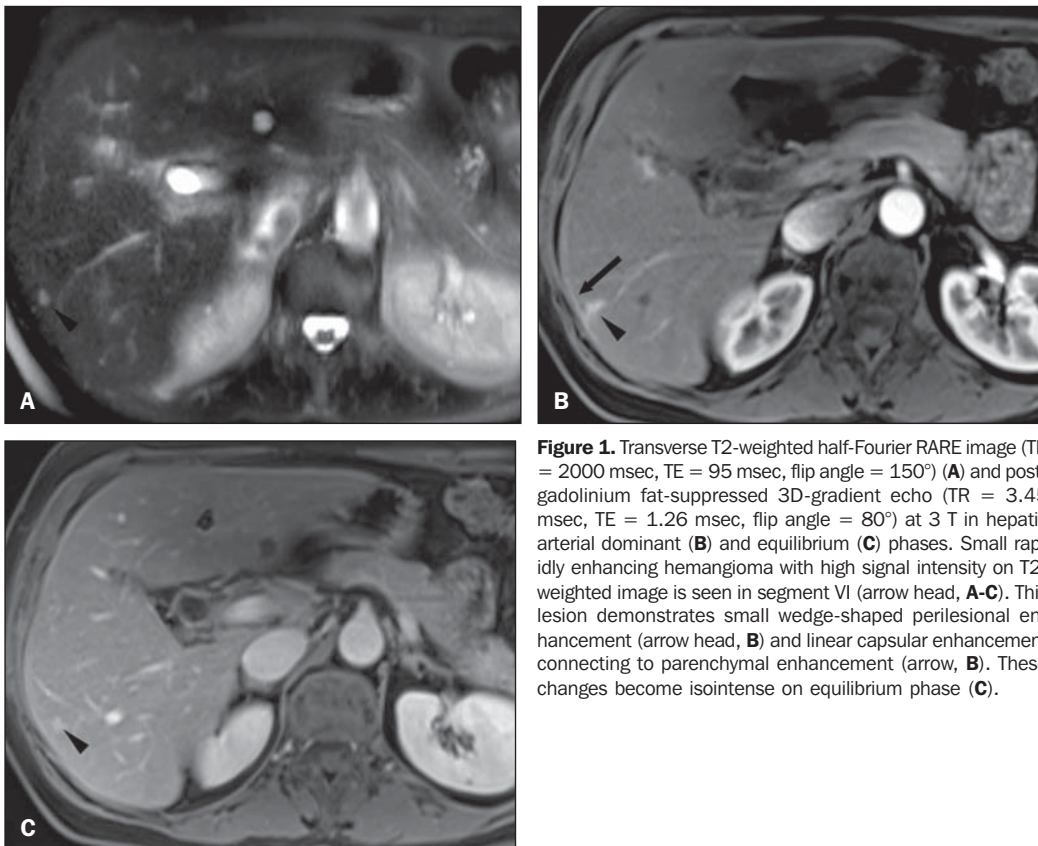 A
B
C
Figure 1. Transverse T2-weighted half-Fourier RARE image (TR
= 2000 msec, TE = 95 msec, flip angle = 150°) (A) and post
gadolinium fat-suppressed 3D-gradient echo (TR = 3.45
msec, TE = 1.26 msec, flip angle = 80°) at 3 T in hepati
arterial dominant (B) and equilibrium (C) phases. Small rap
idly enhancing hemangioma with high signal intensity on T2
weighted image is seen in segment VI (arrow head, A-C). Thi
lesion demonstrates small wedge-shaped perilesional en
hancement (arrow head, B) and linear capsular enhancemen
connecting to parenchymal enhancement (arrow, B). These
changes become isointense on equilibrium phase (C).